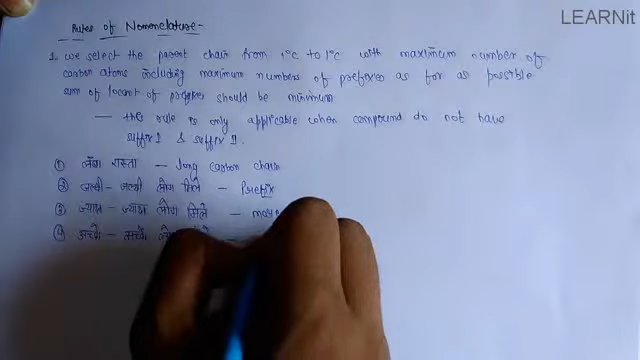 LEARNit
Rules of Nomenclature-
1. we select the parent chain from 1°C to 1°C with maximum number of
carbon atoms including maximum numbers of prefixes as for as possible
sum of locant of prefixes should be minimum
— this rule is only applicable when compound do not have
suffix I & suffix II.
① लंबा रास्ता — long carbon chain
② जल्दी - जल्दी लोग मिले — Prefix
③ ज्यादा - ज्यादा लोग मिले —
④ अच्छे - अच्छे